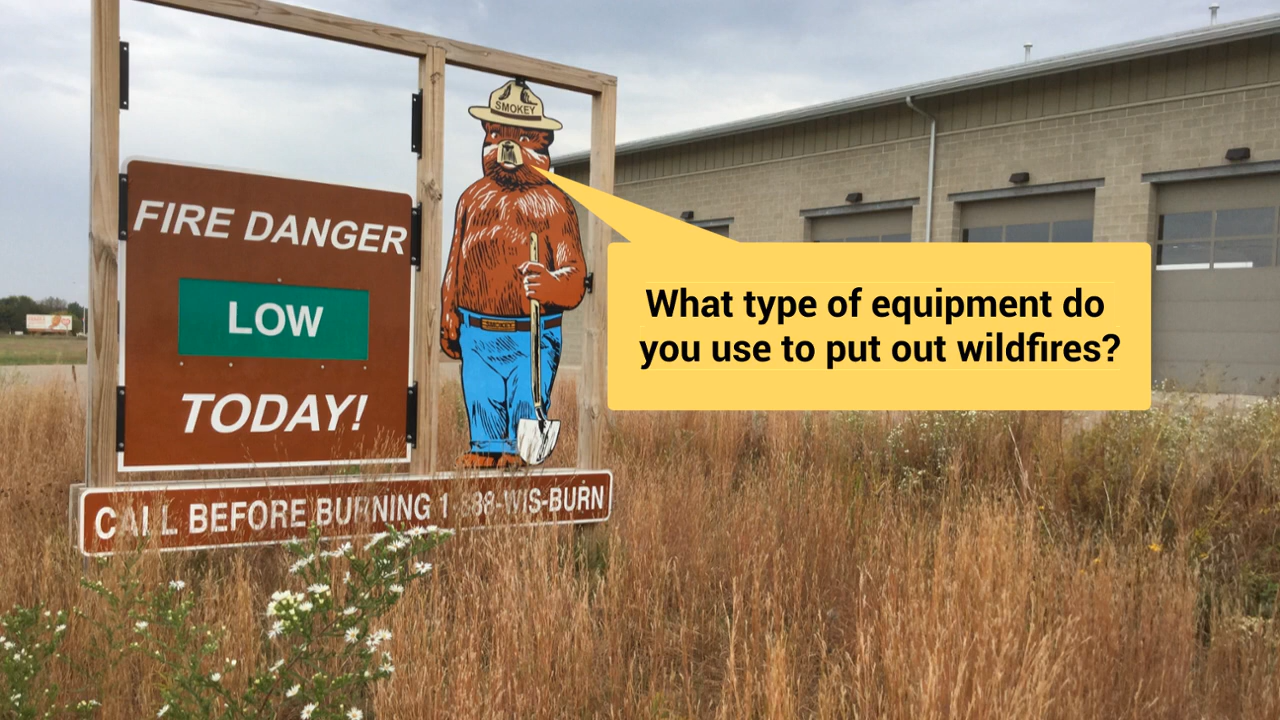 SMOKEY
FIRE DANGER
LOW
TODAY!
What type of equipment do
you use to put out wildfires?
SMOKEY
CALL BEFORE BURNING 1 888-WIS-BURN